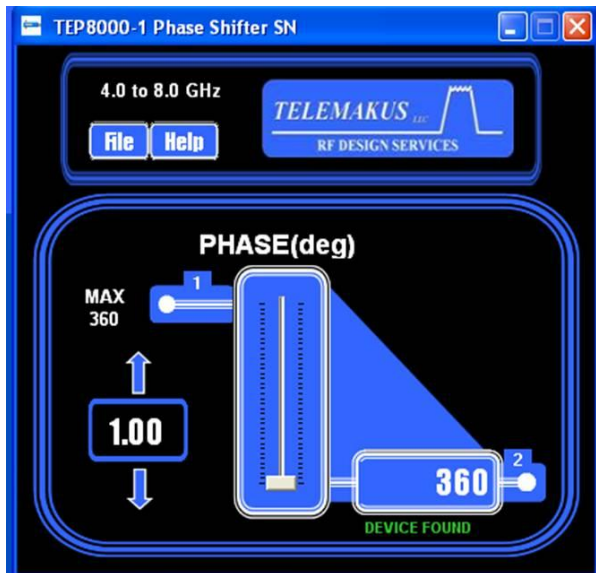 TEP8000-1 Phase Shifter SN
4.0 to 8.0 GHz
File Help
TELEMAKUS LLC
RF DESIGN SERVICES
PHASE(deg)
1
MAX
360
1.00
2
360
DEVICE FOUND